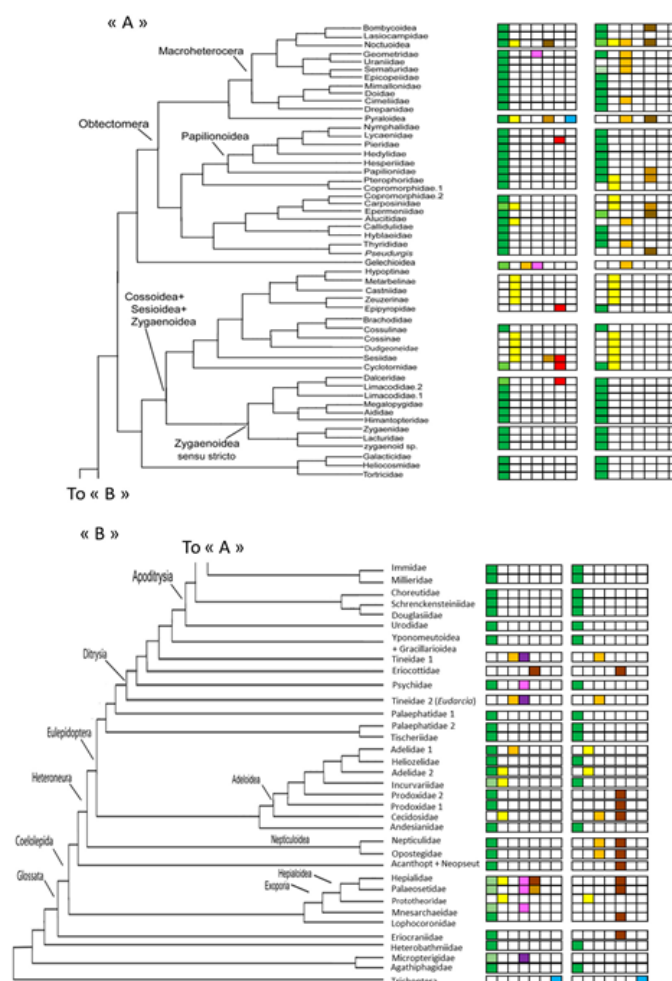 « A »
Bombycoidea
Lasiocampidae
Noctuoidea
Macroheterocera
Geometridae
Uraniidae
Sematuridae
Epicopeiidae
Mimallonidae
Doidae
Cimeliidae
Drepanidae
Pyraloidea
Obtectomera
Nymphalidae
Papilionoidea
Lycaenidae
Pieridae
Hedylidae
Hesperiidae
Papilionidae
Pterophoridae
Copromorphidae.1
Copromorphidae.2
Carposinidae
Epermeniidae
Alucitidae
Callidulidae
Hyblaeidae
Thyrididae
Pseudurgis
Gelechioidea
Hypoptinae
Metarbelinae
Castniidae
Cossoidea+
Sesioidea+
Zygaenoidea
Zeuzerinae
Epipyropidae
Brachodidae
Cossulinae
Cossinae
Dudgeoneidae
Sesiidae
Cyclotornidae
Dalceridae
Limacodidae.2
Limacodidae.1
Megalopygidae
Aididae
Himantopteridae
Zygaenoidea
sensu stricto
Zygaenidae
Lacturidae
zygaenoid sp.
Galacticidae
Heliocosmidae
Tortricidae
To « B »
« B »
To « A »
Immidae
Millieridae
Apoditrysia
Choreutidae
Schrenckensteiniidae
Douglasiidae
Urodidae
Yponomeutoidea
+ Gracillarioidea
Ditrysia
Tineidae 1
Eriocottidae
Psychidae
Tineidae 2 (Eudarcia)
Palaephatidae 1
Eulepidoptera
Palaephatidae 2
Tischeriidae
Adelidae 1
Heliozelidae
Heteroneura
Adeloidea
Adelidae 2
Incurvariidae
Prodoxidae 2
Prodoxidae 1
Cecidosidae
Andesianidae
Nepticuloidea
Nepticulidae
Opostegidae
Coelolepida
Acanthopt + Neopseut
Glossata
Hepialoidea
Hepialidae
Exoporia
Palaeosetidae
Prototheoridae
Mnesarchaeidae
Lophocoronidae
Eriocraniidae
Heterobathmiidae
Micropterigidae
Agathiphagidae
Trichoptera